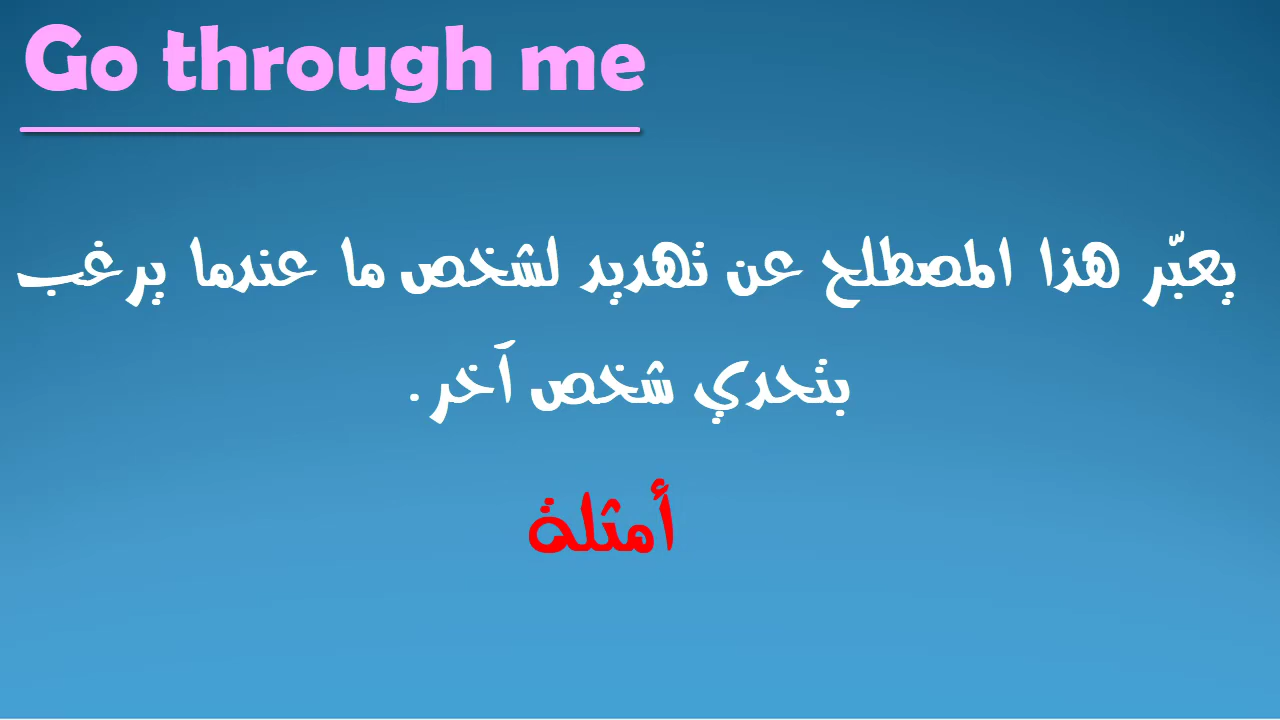 Go through me
يعبّر هذا المصطلح عن تهديد لشخص ما عندما يرغب
بتحدي شخص آخر.
أمثلة